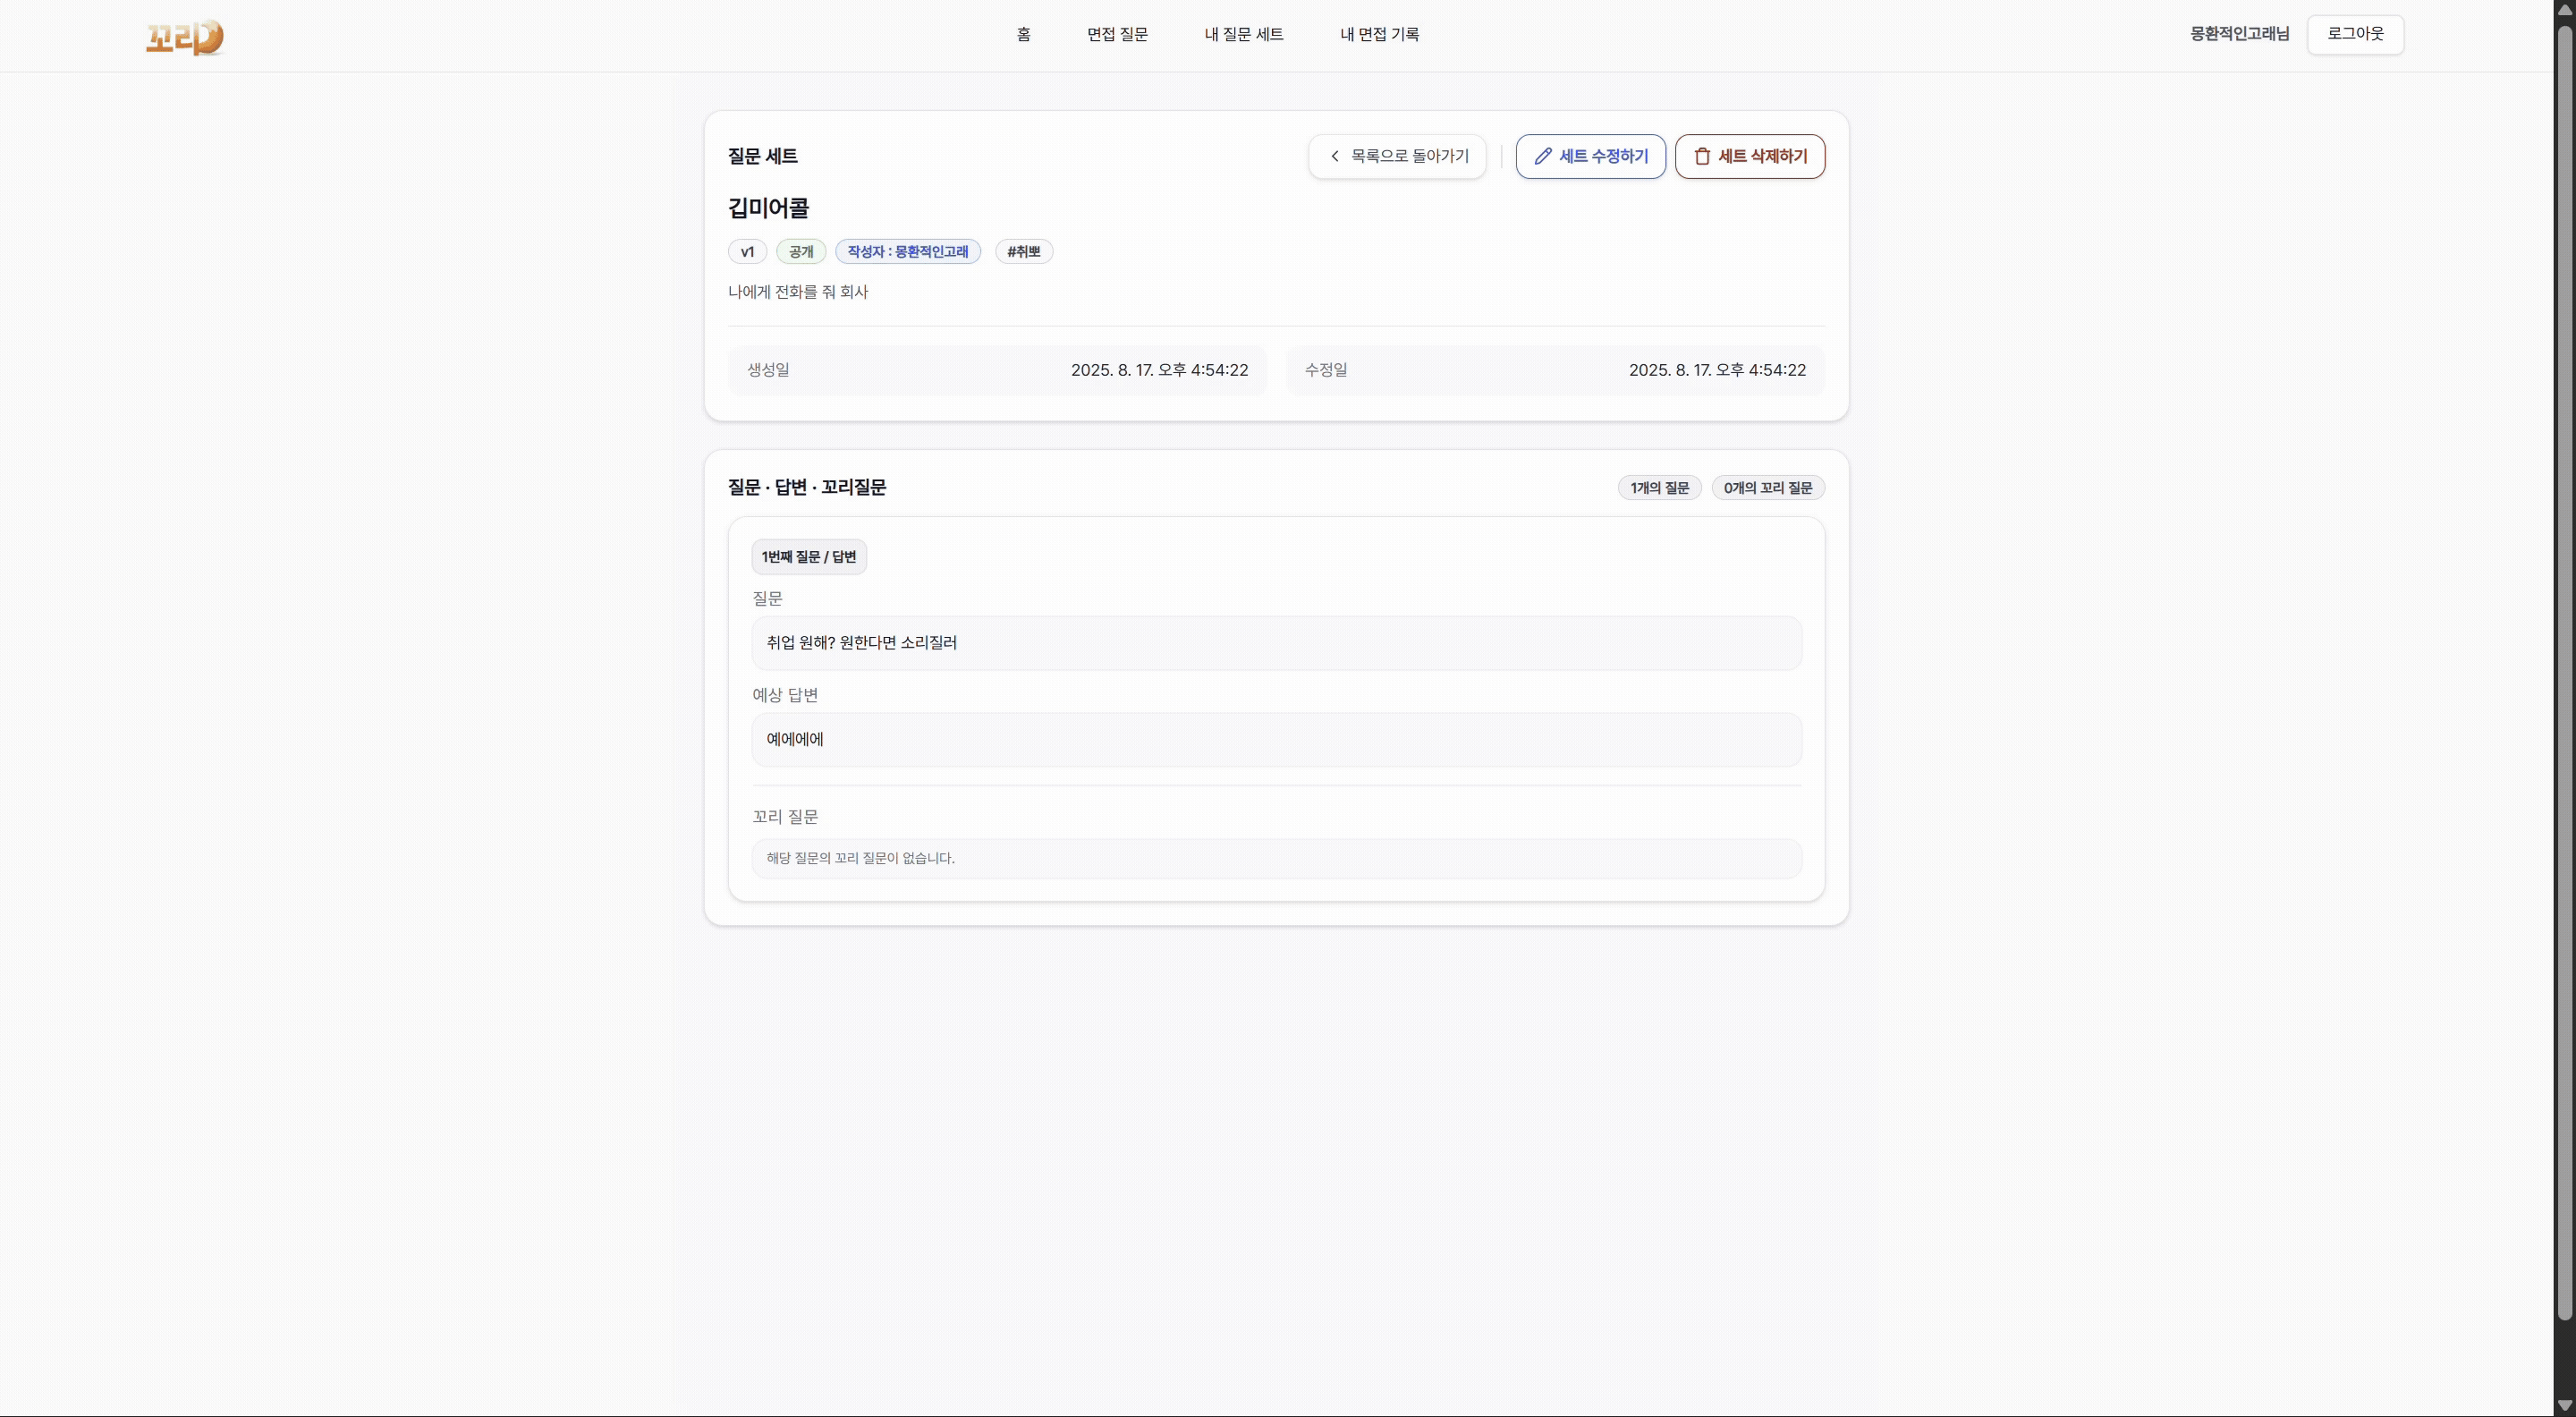 꼬리D
홈 면접 질문 내 질문 세트 내 면접 기록
몽환적인고래님 로그아웃
질문 세트
목록으로 돌아가기 세트 수정하기 세트 삭제하기
깁미어콜
v1 공개 작성자 : 몽환적인고래 #취뽀
나에게 전화를 줘 회사
생성일 2025. 8. 17. 오후 4:54:22 수정일 2025. 8. 17. 오후 4:54:22
질문 · 답변 · 꼬리질문 1개의 질문 0개의 꼬리 질문
1번째 질문 / 답변
질문
취업 원해? 원한다면 소리질러
예상 답변
예에에에
꼬리 질문
해당 질문의 꼬리 질문이 없습니다.